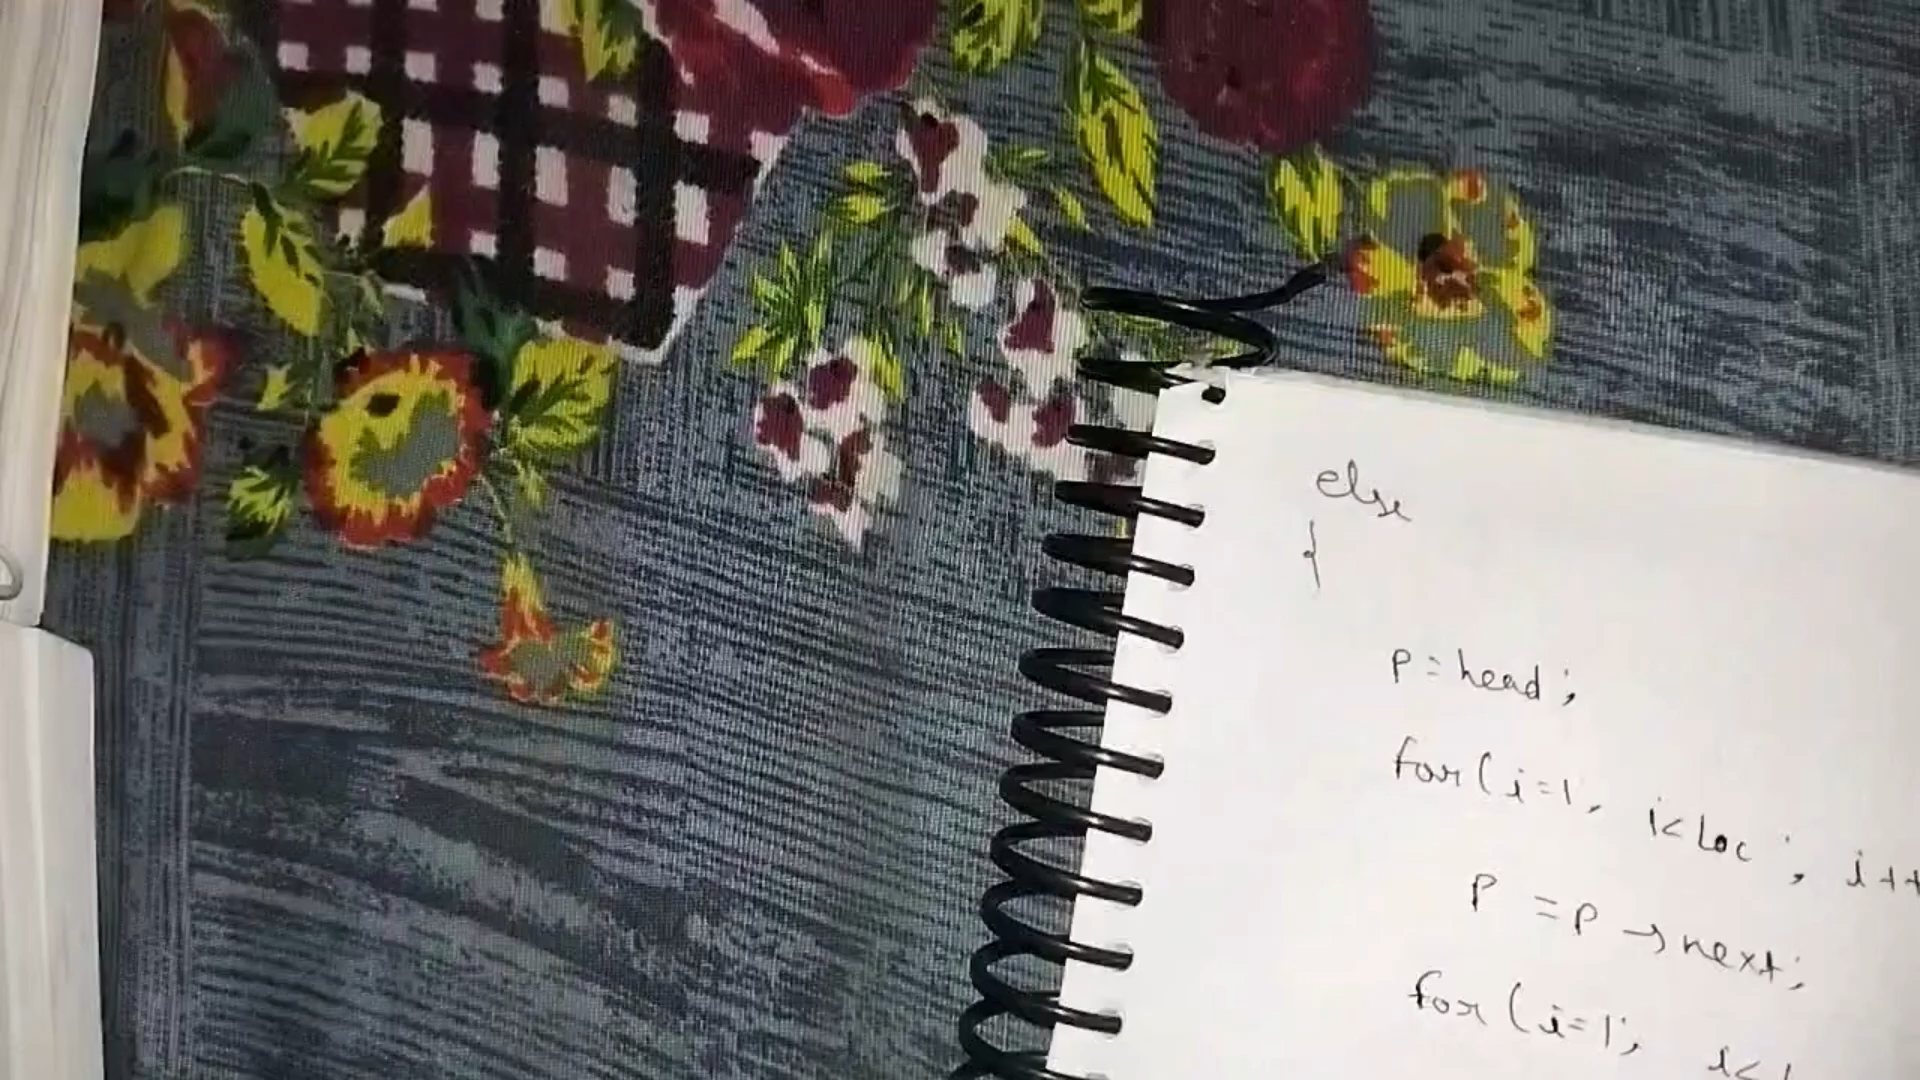 else
{
p=head;
for(i=1, i<Loc ; i++
p =p→next;
for(i=1; i<